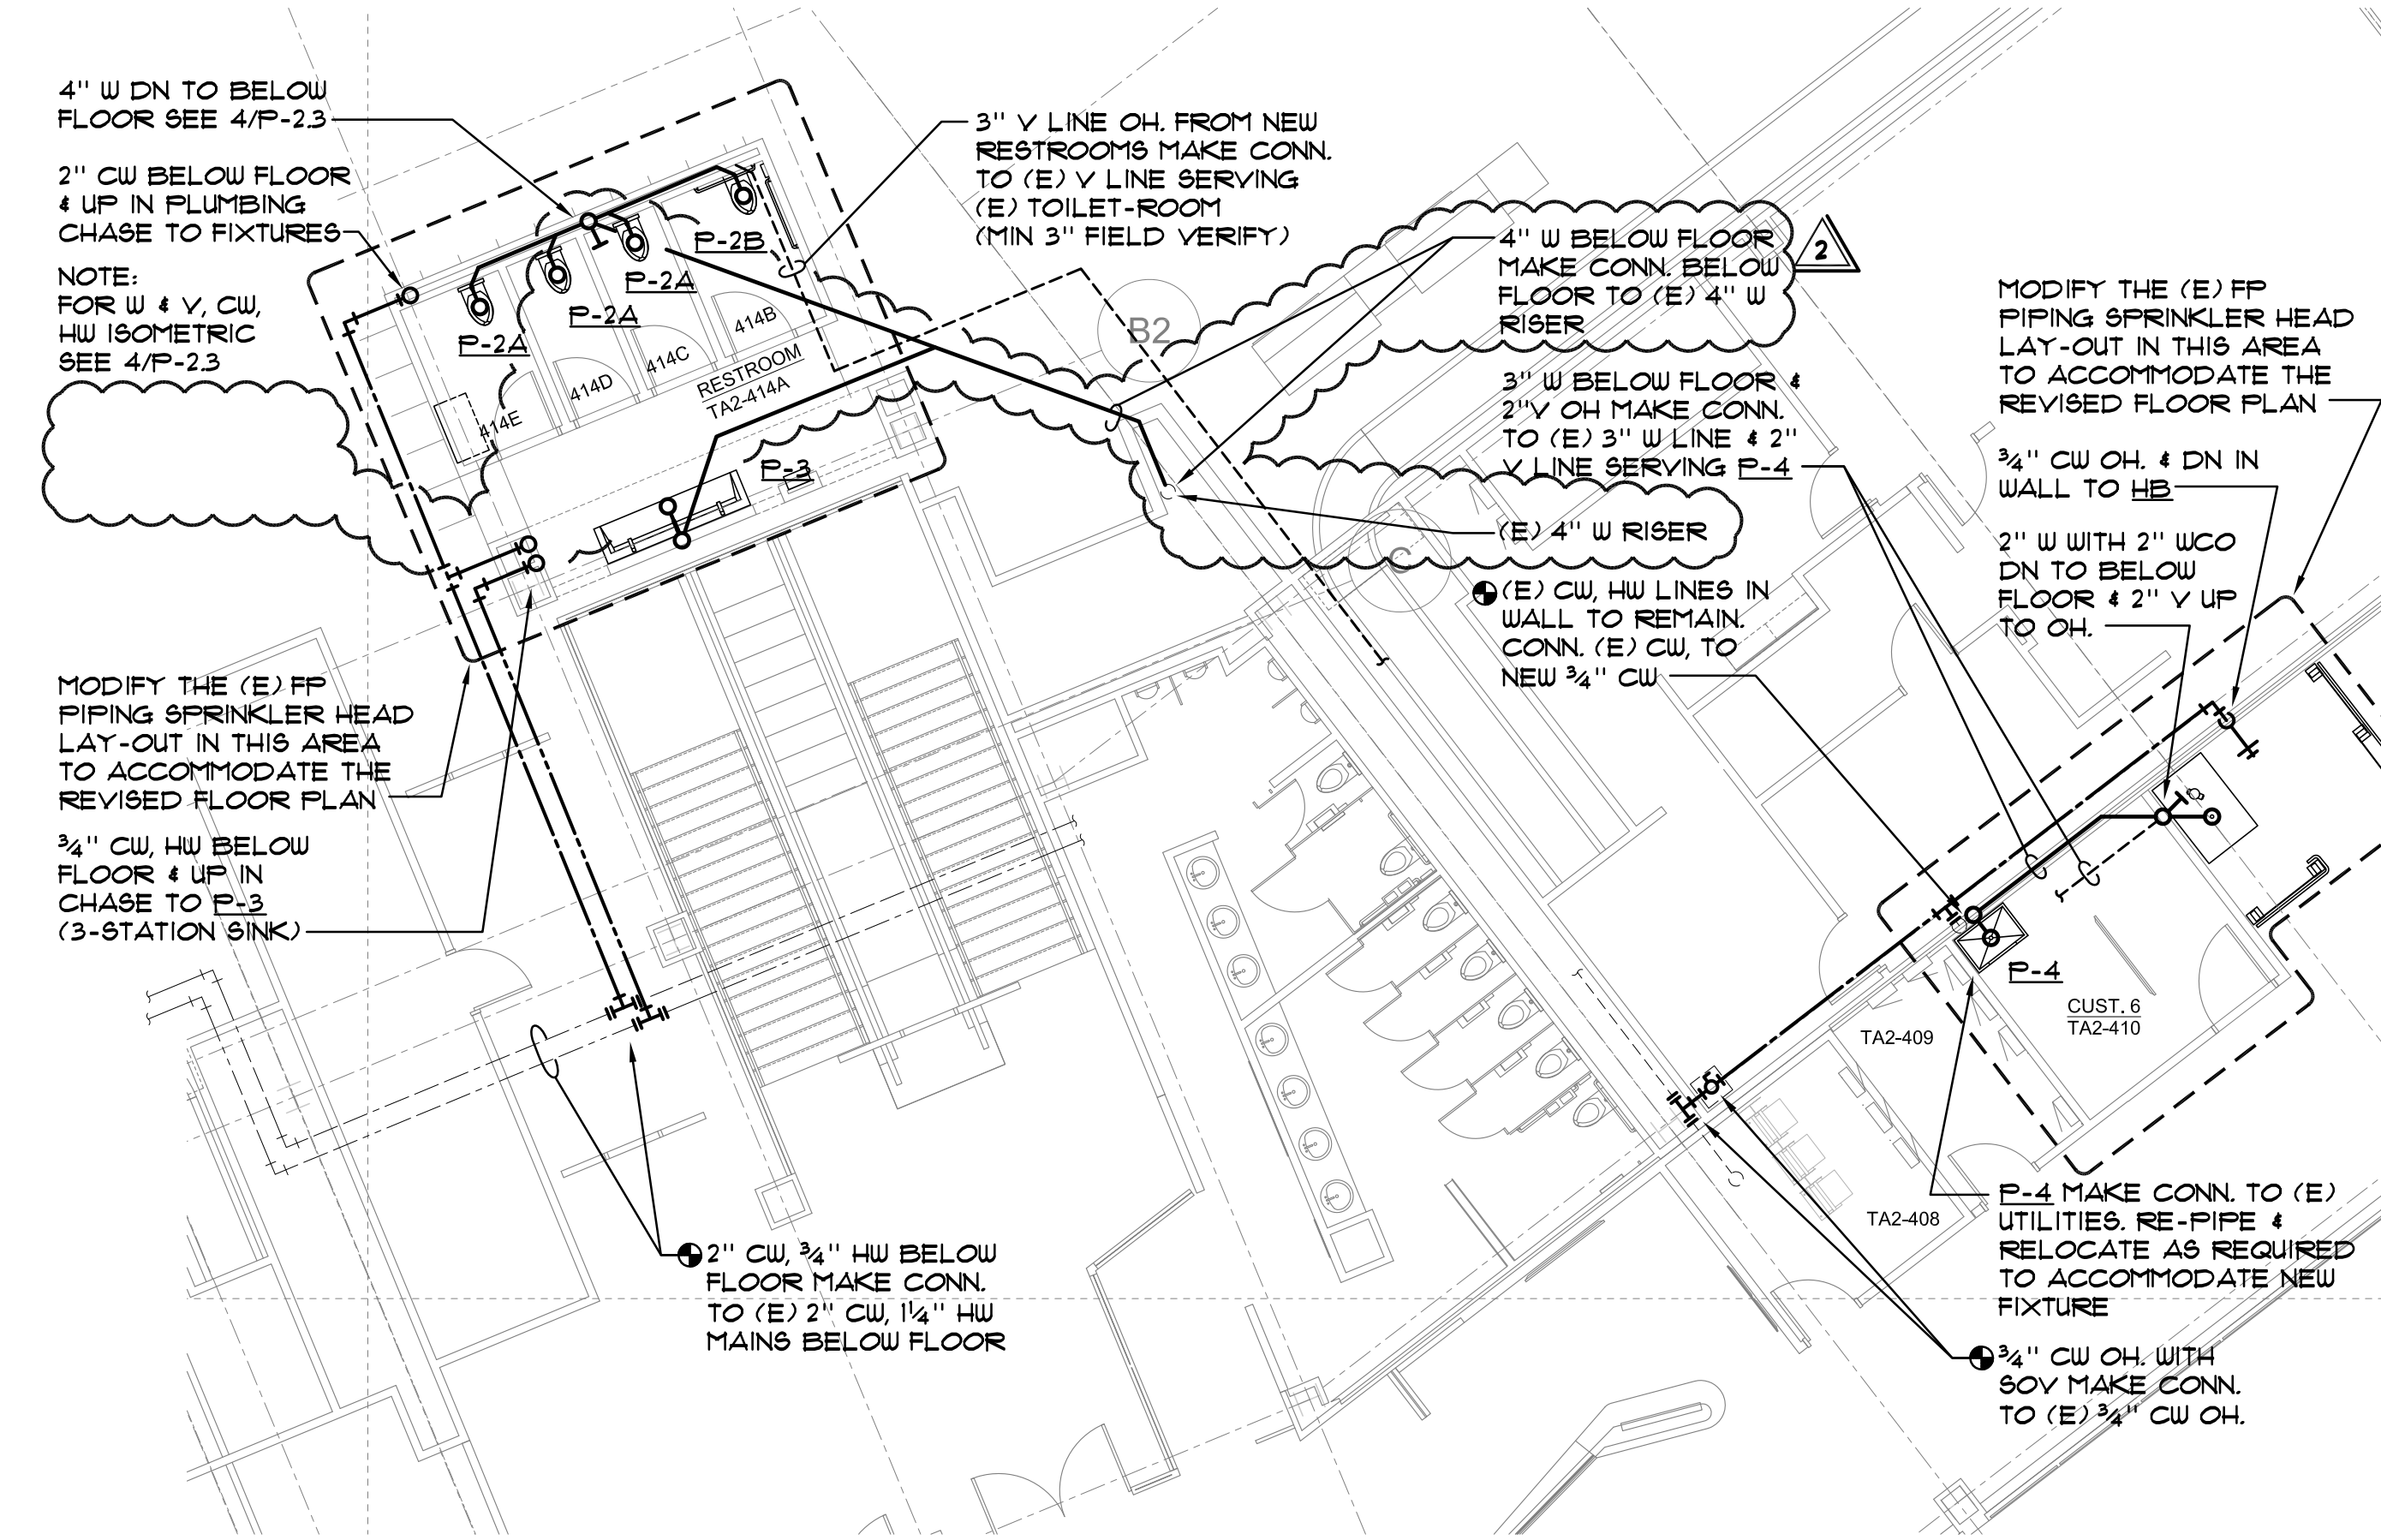 4" W DN TO BELOW
FLOOR SEE 4/P-2.3
2" CW BELOW FLOOR
& UP IN PLUMBING
CHASE TO FIXTURES
NOTE:
FOR W & V, CW,
HW ISOMETRIC
SEE 4/P-2.3
3" V LINE OH. FROM NEW
RESTROOMS MAKE CONN.
TO (E) V LINE SERVING
(E) TOILET-ROOM
(MIN 3" FIELD VERIFY)
4" W BELOW FLOOR
MAKE CONN. BELOW
FLOOR TO (E) 4" W
RISER
2
3" W BELOW FLOOR &
2"V OH MAKE CONN.
TO (E) 3" W LINE & 2"
V LINE SERVING P-4
(E) 4" W RISER
(E) CW, HW LINES IN
WALL TO REMAIN.
CONN. (E) CW, TO
NEW ¾" CW
MODIFY THE (E) FP
PIPING SPRINKLER HEAD
LAY-OUT IN THIS AREA
TO ACCOMMODATE THE
REVISED FLOOR PLAN
¾" CW OH. & DN IN
WALL TO HB
2" W WITH 2" WCO
DN TO BELOW
FLOOR & 2" V UP
TO OH.
P-2B
P-2A
P-2A
P-2A
414B
414C
414D
414E
RESTROOM
TA2-414A
P-3
B2
C
MODIFY THE (E) FP
PIPING SPRINKLER HEAD
LAY-OUT IN THIS AREA
TO ACCOMMODATE THE
REVISED FLOOR PLAN
¾" CW, HW BELOW
FLOOR & UP IN
CHASE TO P-3
(3-STATION SINK)
2" CW, ¾" HW BELOW
FLOOR MAKE CONN.
TO (E) 2" CW, 1¼" HW
MAINS BELOW FLOOR
P-4
CUST. 6
TA2-410
TA2-409
TA2-408
P-4 MAKE CONN. TO (E)
UTILITIES. RE-PIPE &
RELOCATE AS REQUIRED
TO ACCOMMODATE NEW
FIXTURE
¾" CW OH. WITH
SOV MAKE CONN.
TO (E) ¾" CW OH.